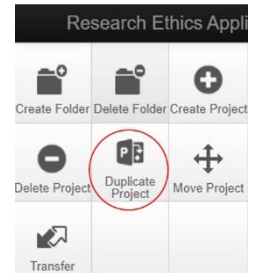 Research Ethics Appli
Create Folder Delete Folder Create Project
Delete Project Duplicate Project Move Project
Transfer